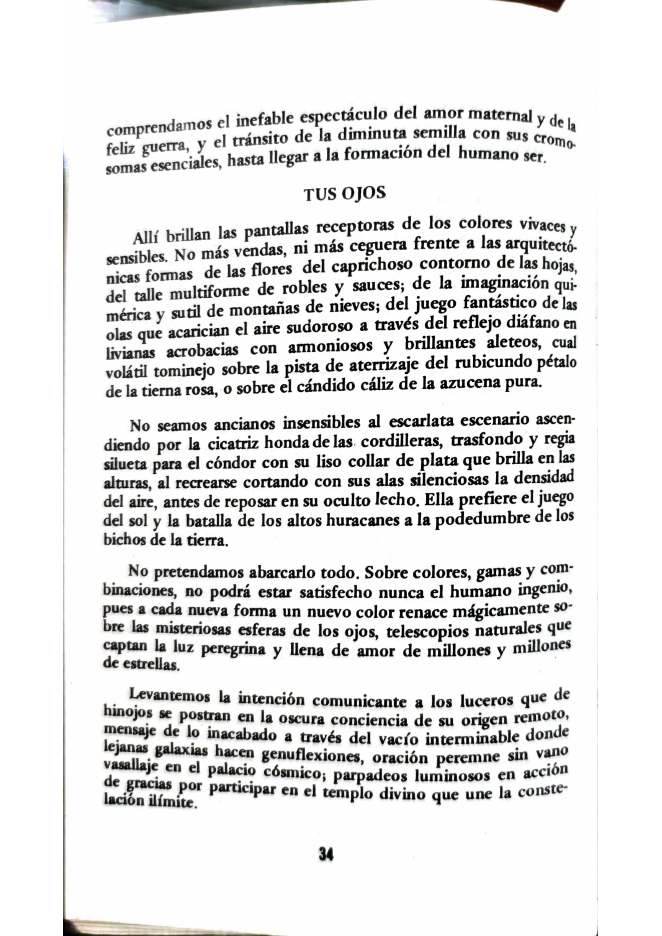 comprendamos el inefable espectáculo del amor maternal y de la
feliz guerra, y el tránsito de la diminuta semilla con sus cromo-
somas esenciales, hasta llegar a la formación del humano ser.
TUS OJOS
Allí brillan las pantallas receptoras de los colores vivaces y
sensibles. No más vendas, ni más ceguera frente a las arquitectó-
nicas formas de las flores del caprichoso contorno de las hojas,
del talle multiforme de robles y sauces; de la imaginación qui-
mérica y sutil de montañas de nieves; del juego fantástico de las
olas que acarician el aire sudoroso a través del reflejo diáfano en
livianas acrobacias con armoniosos y brillantes aleteos, cual
volátil tominejo sobre la pista de aterrizaje del rubicundo pétalo
de la tierna rosa, o sobre el cándido cáliz de la azucena pura.
No seamos ancianos insensibles al escarlata escenario ascen-
diendo por la cicatriz honda de las cordilleras, trasfondo y regia
silueta para el cóndor con su liso collar de plata que brilla en las
alturas, al recrearse cortando con sus alas silenciosas la densidad
del aire, antes de reposar en su oculto lecho. Ella prefiere el juego
del sol y la batalla de los altos huracanes a la podedumbre de los
bichos de la tierra.
No pretendamos abarcarlo todo. Sobre colores, gamas y com-
binaciones, no podrá estar satisfecho nunca el humano ingenio,
pues a cada nueva forma un nuevo color renace mágicamente so-
bre las misteriosas esferas de los ojos, telescopios naturales que
captan la luz peregrina y llena de amor de millones y millones
de estrellas.
Levantemos la intención comunicante a los luceros que de
hinojos se postran en la oscura conciencia de su origen remoto,
mensaje de lo inacabado a través del vacío interminable donde
lejanas galaxias hacen genuflexiones, oración peremne sin vano
vasallaje en el palacio cósmico; parpadeos luminosos en acción
de gracias por participar en el templo divino que une la conste-
lación ilímite.
34